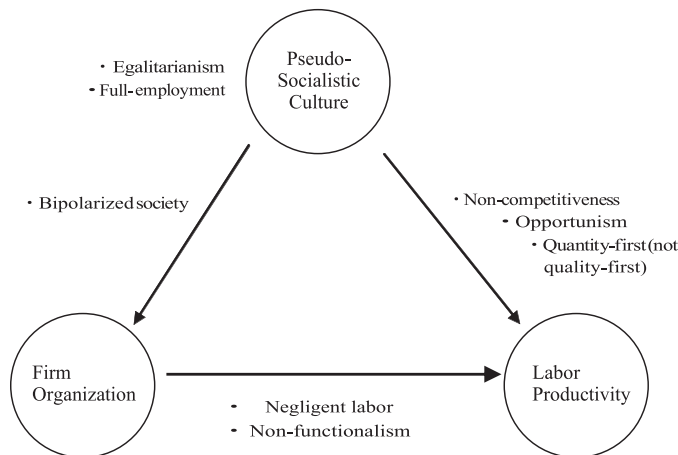 Pseudo-
Socialistic
Culture
· Egalitarianism
· Full-employment
· Bipolarized society
· Non-competitiveness
· Opportunism
· Quantity-first(not
quality-first)
Firm
Organization
Labor
Productivity
· Negligent labor
· Non-functionalism